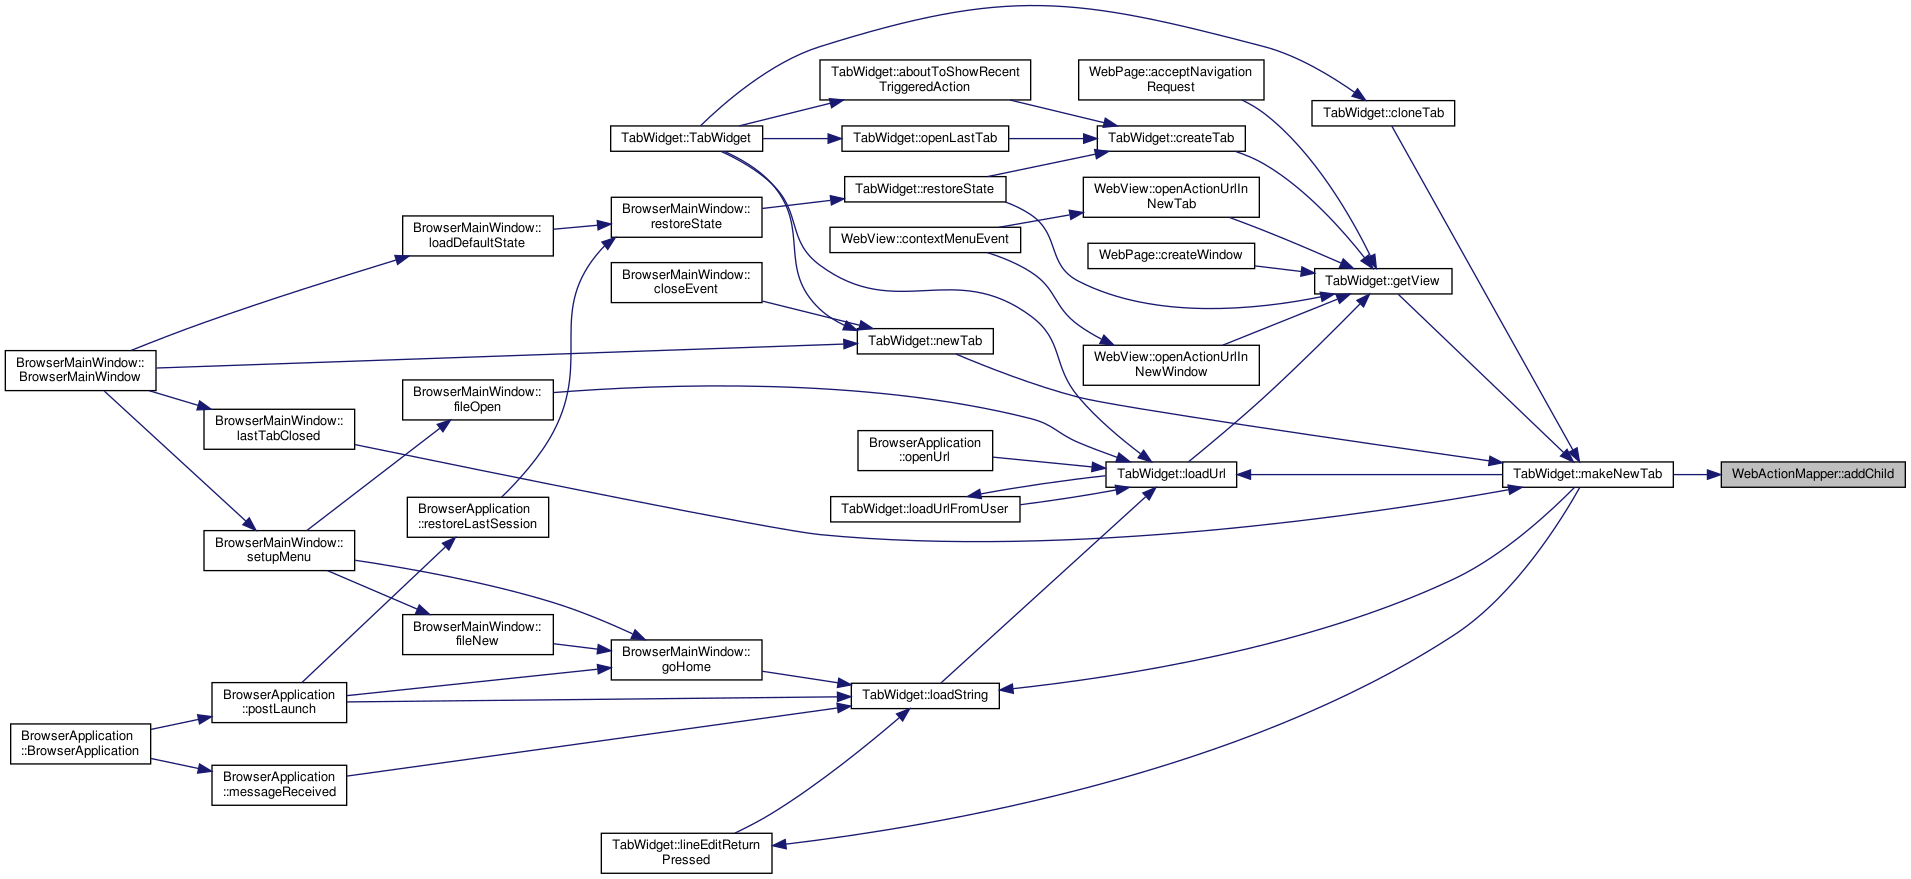 TabWidget::aboutToShowRecent
TriggeredAction
WebPage::acceptNavigation
Request
TabWidget::cloneTab
TabWidget::TabWidget
TabWidget::openLastTab
TabWidget::createTab
TabWidget::restoreState
WebView::openActionUrlIn
NewTab
BrowserMainWindow::
restoreState
BrowserMainWindow::
loadDefaultState
WebView::contextMenuEvent
WebPage::createWindow
BrowserMainWindow::
closeEvent
TabWidget::getView
TabWidget::newTab
WebView::openActionUrlIn
NewWindow
BrowserMainWindow::
BrowserMainWindow
BrowserMainWindow::
fileOpen
BrowserMainWindow::
lastTabClosed
BrowserApplication
::openUrl
TabWidget::loadUrl
TabWidget::makeNewTab
WebActionMapper::addChild
TabWidget::loadUrlFromUser
BrowserApplication
::restoreLastSession
BrowserMainWindow::
setupMenu
BrowserMainWindow::
fileNew
BrowserMainWindow::
goHome
TabWidget::loadString
BrowserApplication
::postLaunch
BrowserApplication
::BrowserApplication
BrowserApplication
::messageReceived
TabWidget::lineEditReturn
Pressed